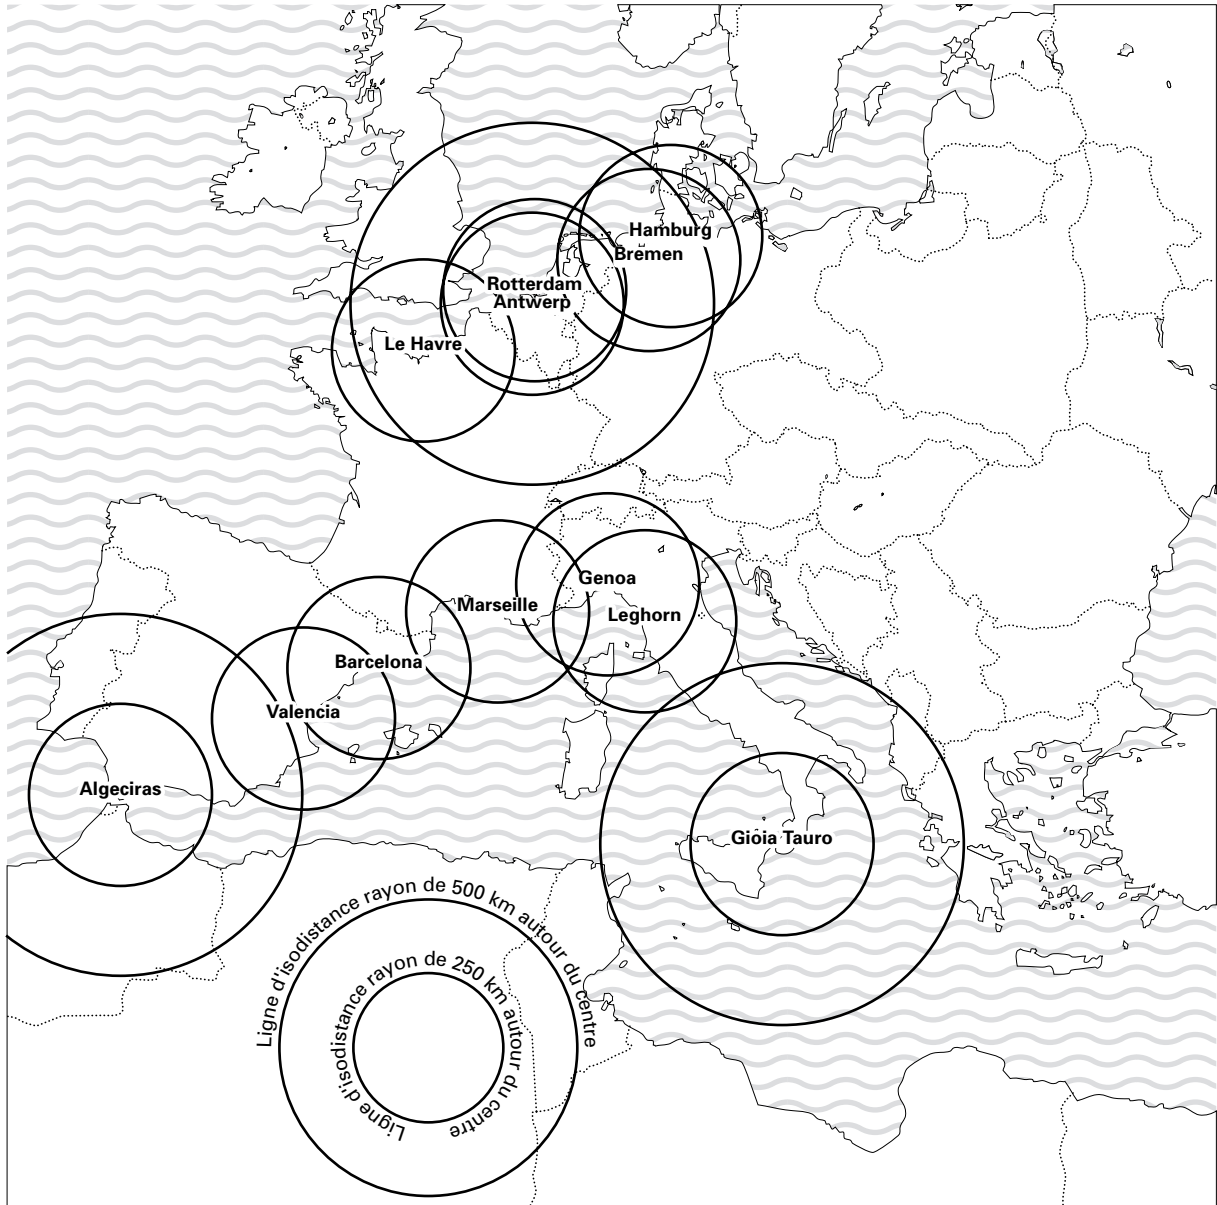 Hamburg
Bremen
Rotterdam
Antwerp
Le Havre
Genoa
Marseille
Leghorn
Barcelona
Valencia
Algeciras
Gioia Tauro
Ligne d'isodistance rayon de 500 km autour du centre
Ligne d'isodistance rayon de 250 km autour du centre